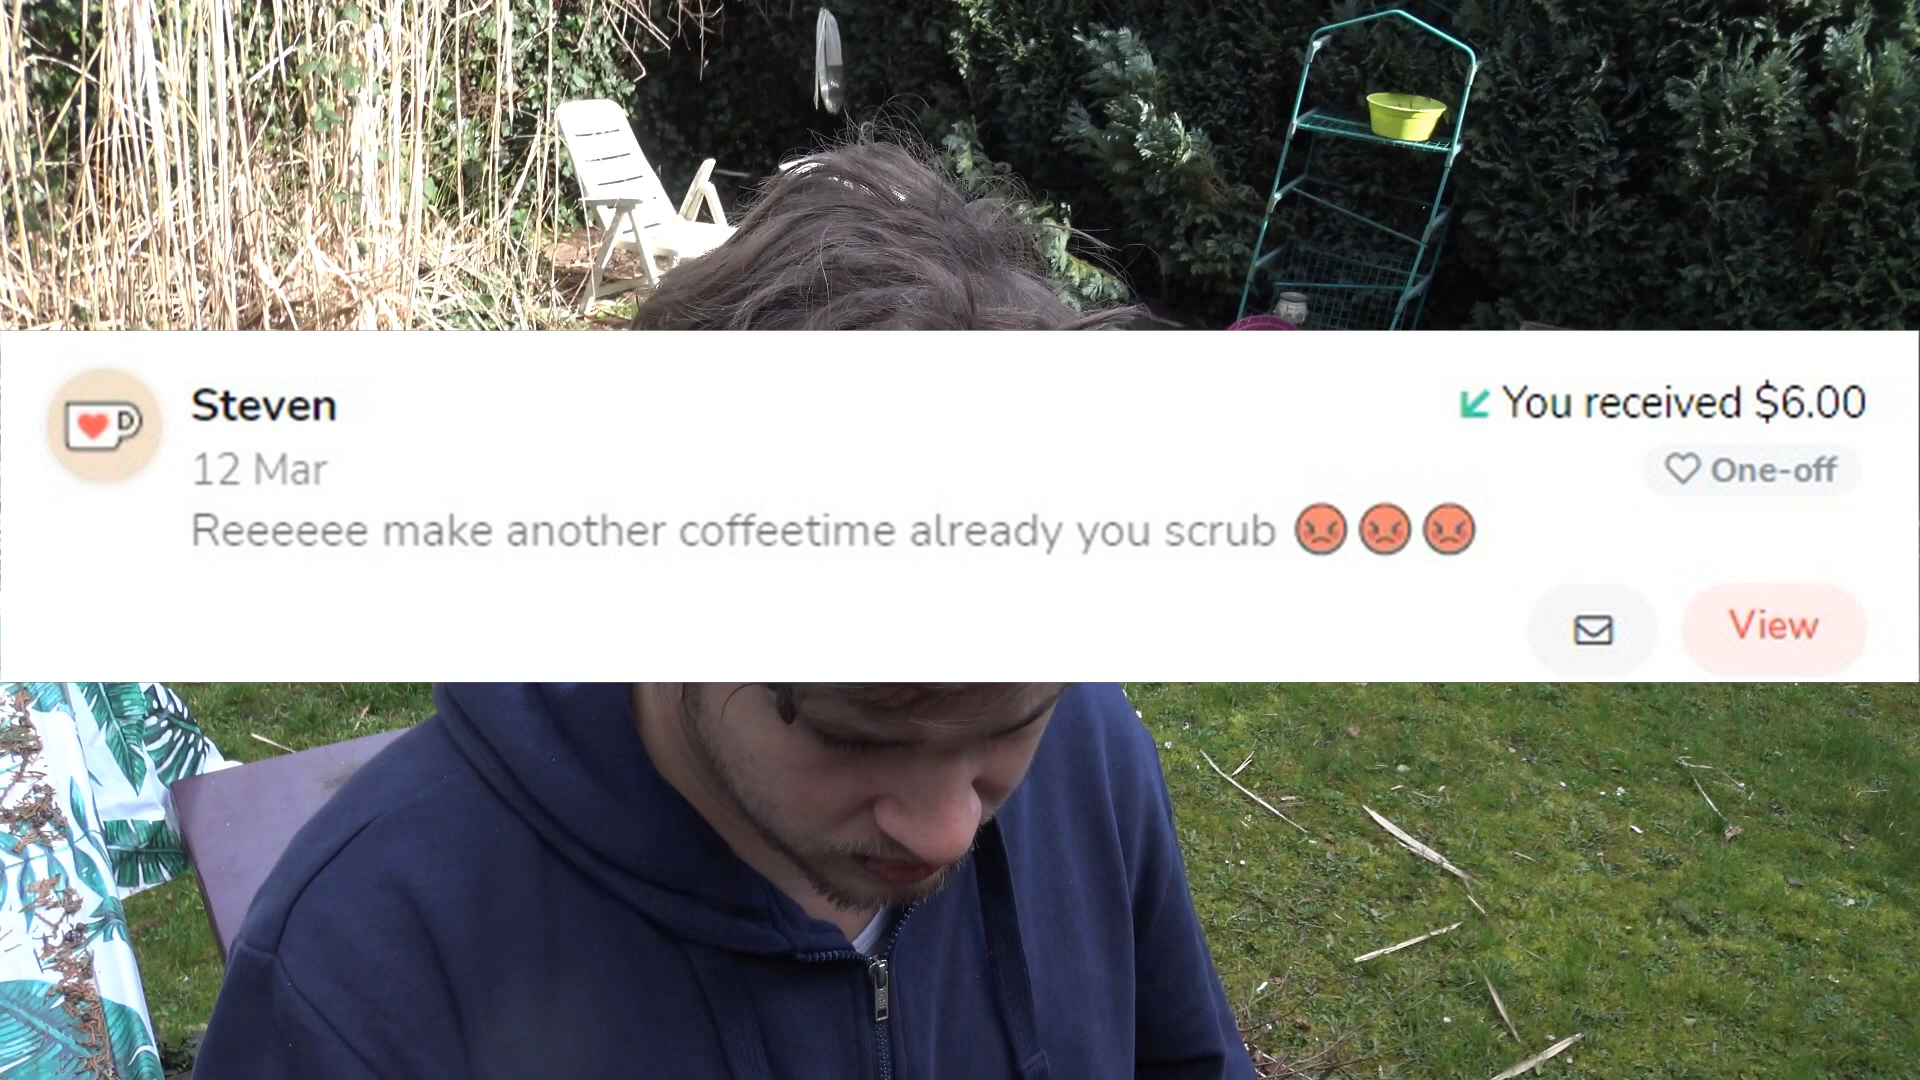 Steven
You received $6.00
12 Mar
One-off
Reeeeee make another coffeetime already you scrub 😡😡😡
View